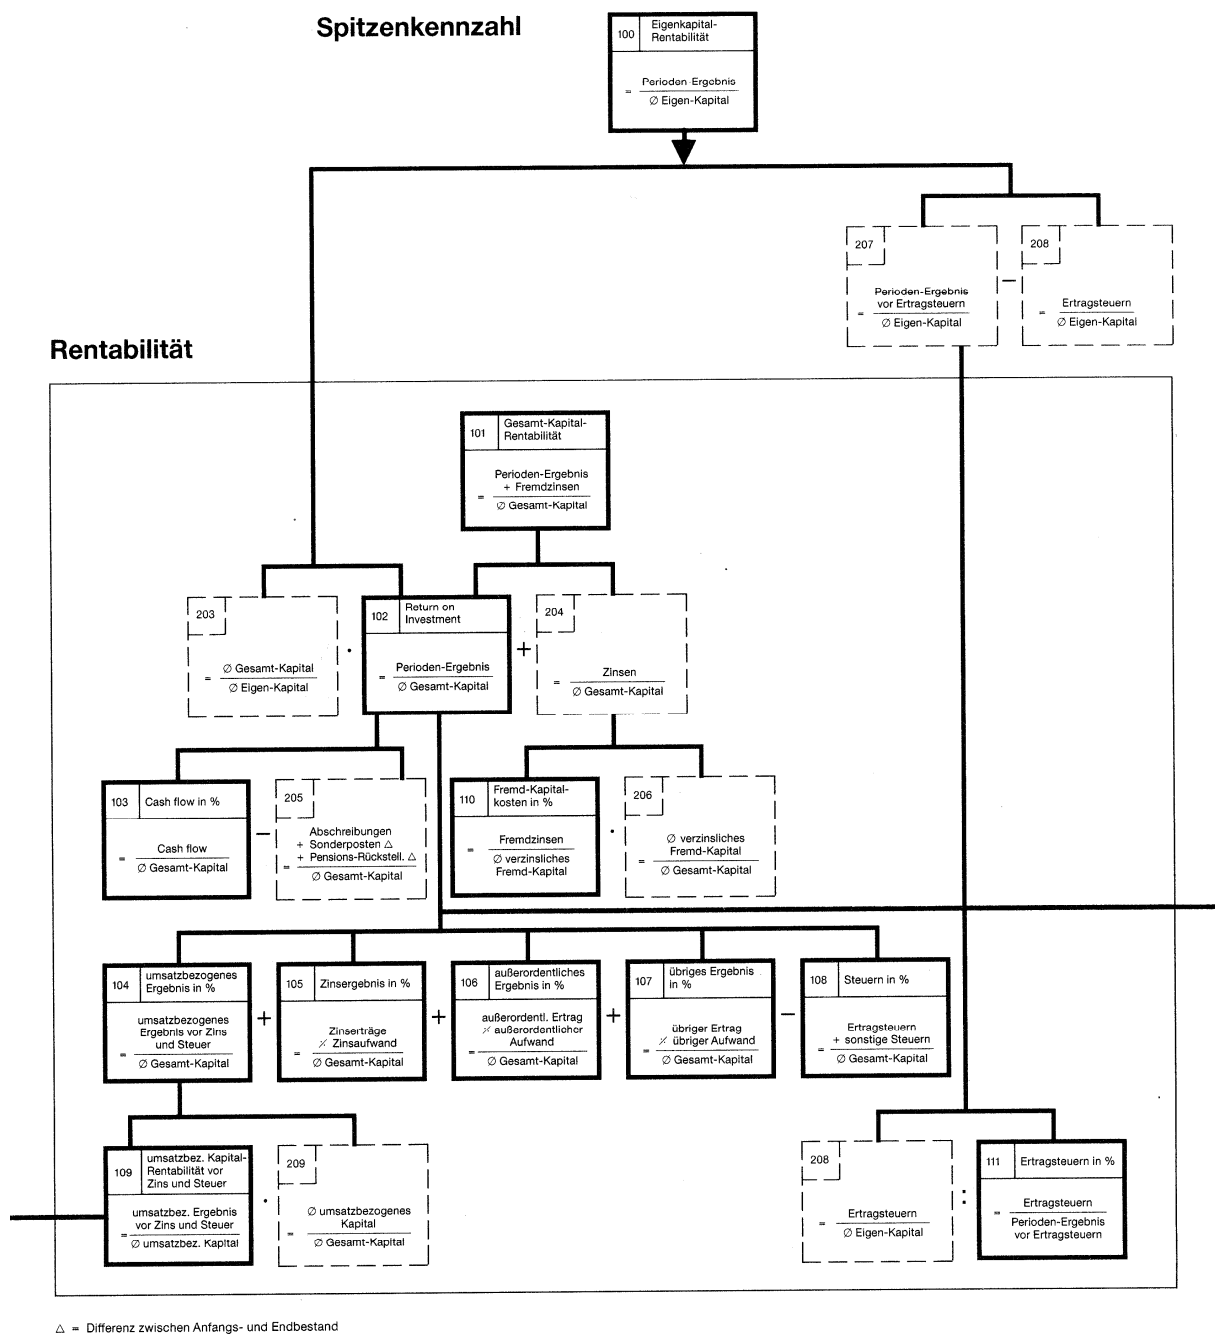 Spitzenkennzahl
100
Eigenkapital-
Rentabilität
=
Perioden-Ergebnis
∅ Eigen-Kapital
207
Perioden-Ergebnis
vor Ertragsteuern
=
∅ Eigen-Kapital
−
208
Ertragsteuern
=
∅ Eigen-Kapital
Rentabilität
101
Gesamt-Kapital-
Rentabilität
Perioden-Ergebnis
+ Fremdzinsen
=
∅ Gesamt-Kapital
203
∅ Gesamt-Kapital
=
∅ Eigen-Kapital
·
102
Return on
Investment
Perioden-Ergebnis
=
∅ Gesamt-Kapital
+
204
Zinsen
=
∅ Gesamt-Kapital
103
Cash flow in %
Cash flow
=
∅ Gesamt-Kapital
−
205
Abschreibungen
+ Sonderposten △
+ Pensions-Rückstell. △
=
∅ Gesamt-Kapital
110
Fremd-Kapital-
kosten in %
Fremdzinsen
=
∅ verzinsliches
Fremd-Kapital
·
206
∅ verzinsliches
Fremd-Kapital
=
∅ Gesamt-Kapital
104
umsatzbezogenes
Ergebnis in %
umsatzbezogenes
Ergebnis vor Zins
und Steuer
=
∅ Gesamt-Kapital
+
105
Zinsergebnis in %
Zinserträge
⁒ Zinsaufwand
=
∅ Gesamt-Kapital
+
106
außerordentliches
Ergebnis in %
außerordentl. Ertrag
⁒ außerordentlicher
Aufwand
=
∅ Gesamt-Kapital
+
107
übriges Ergebnis
in %
übriger Ertrag
⁒ übriger Aufwand
=
∅ Gesamt-Kapital
−
108
Steuern in %
Ertragsteuern
+ sonstige Steuern
=
∅ Gesamt-Kapital
109
umsatzbez. Kapital-
Rentabilität vor
Zins und Steuer
umsatzbez. Ergebnis
vor Zins und Steuer
=
∅ umsatzbez. Kapital
·
209
∅ umsatzbezogenes
Kapital
=
∅ Gesamt-Kapital
208
Ertragsteuern
=
∅ Eigen-Kapital
:
111
Ertragsteuern in %
Ertragsteuern
=
Perioden-Ergebnis
vor Ertragsteuern
△ = Differenz zwischen Anfangs- und Endbestand